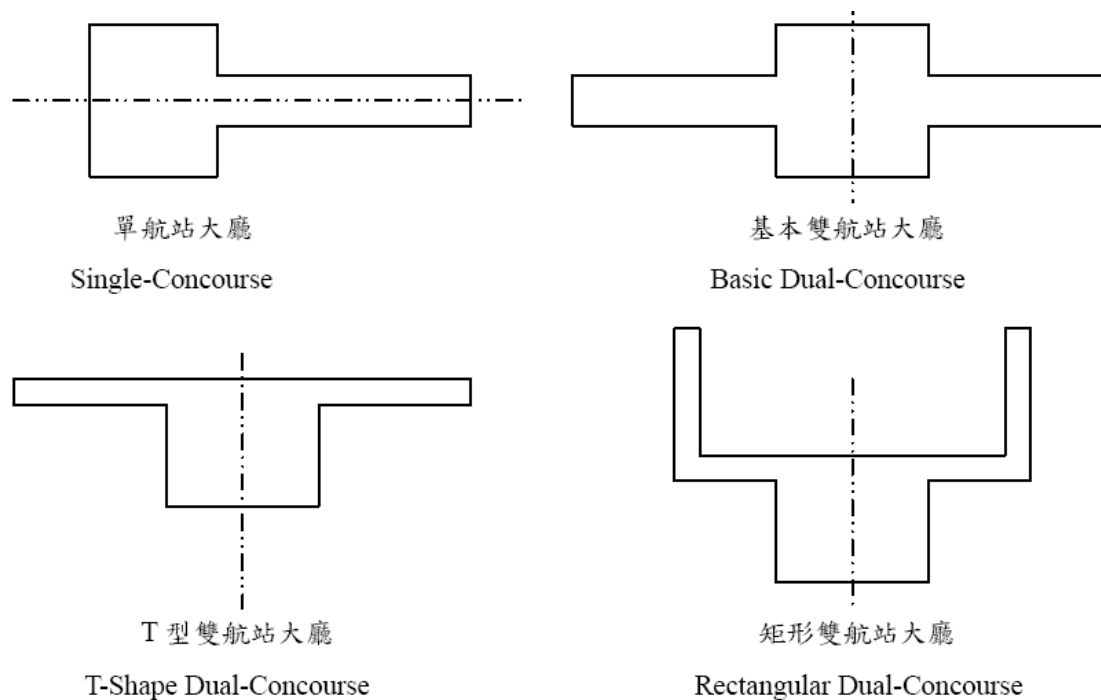 單航站大廳
Single-Concourse
基本雙航站大廳
Basic Dual-Concourse
T 型雙航站大廳
T-Shape Dual-Concourse
矩形雙航站大廳
Rectangular Dual-Concourse